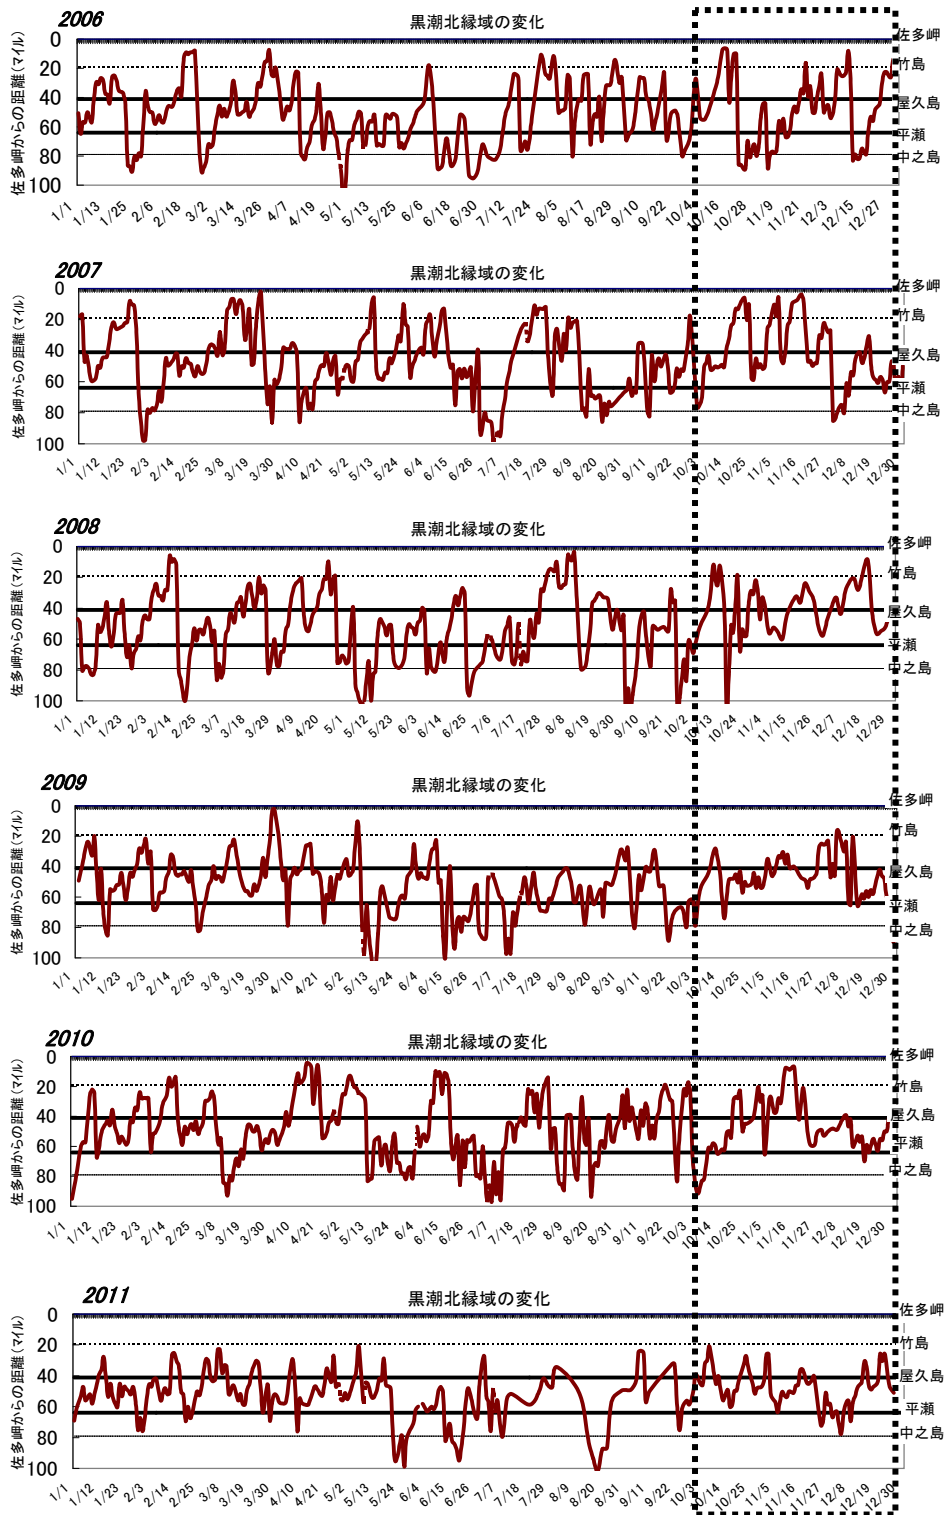 2006
黒潮北縁域の変化
佐多岬からの距離(マイル)
0
20
40
60
80
100
佐多岬
竹島
屋久島
平瀬
中之島
1/1 1/13 1/25 2/6 2/18 3/2 3/14 3/26 4/7 4/19 5/1 5/13 5/25 6/6 6/18 6/30 7/12 7/24 8/5 8/17 8/29 9/10 9/22 10/4 10/16 10/28 11/9 11/21 12/3 12/15 12/27
2007
黒潮北縁域の変化
佐多岬からの距離(マイル)
0
20
40
60
80
100
佐多岬
竹島
屋久島
平瀬
中之島
1/1 1/12 1/23 2/3 2/14 2/25 3/8 3/19 3/30 4/10 4/21 5/2 5/13 5/24 6/4 6/15 6/26 7/7 7/18 7/29 8/9 8/20 8/31 9/11 9/22 10/3 10/14 10/25 11/5 11/16 11/27 12/8 12/19 12/30
2008
黒潮北縁域の変化
佐多岬からの距離(マイル)
0
20
40
60
80
100
佐多岬
竹島
屋久島
平瀬
中之島
1/1 1/12 1/23 2/3 2/14 2/25 3/7 3/18 3/29 4/9 4/20 5/1 5/12 5/23 6/3 6/14 6/25 7/6 7/17 7/28 8/8 8/19 8/30 9/10 9/21 10/2 10/13 10/24 11/4 11/15 11/26 12/7 12/18 12/29
2009
黒潮北縁域の変化
佐多岬からの距離(マイル)
0
20
40
60
80
100
佐多岬
竹島
屋久島
平瀬
中之島
1/1 1/12 1/23 2/3 2/14 2/25 3/8 3/19 3/30 4/10 4/21 5/2 5/13 5/24 6/4 6/15 6/26 7/7 7/18 7/29 8/9 8/20 8/31 9/11 9/22 10/3 10/14 10/25 11/5 11/16 11/27 12/8 12/19 12/30
2010
黒潮北縁域の変化
佐多岬からの距離(マイル)
0
20
40
60
80
100
佐多岬
竹島
屋久島
平瀬
中之島
1/1 1/12 1/23 2/3 2/14 2/25 3/8 3/19 3/30 4/10 4/21 5/2 5/13 5/24 6/4 6/15 6/26 7/7 7/18 7/29 8/9 8/20 8/31 9/11 9/22 10/3 10/14 10/25 11/5 11/16 11/27 12/8 12/19 12/30
2011
黒潮北縁域の変化
佐多岬からの距離(マイル)
0
20
40
60
80
100
佐多岬
竹島
屋久島
平瀬
中之島
1/1 1/12 1/23 2/3 2/14 2/25 3/8 3/19 3/30 4/10 4/21 5/2 5/13 5/24 6/4 6/15 6/26 7/7 7/18 7/29 8/9 8/20 8/31 9/11 9/22 10/3 10/14 10/25 11/5 11/16 11/27 12/8 12/19 12/30